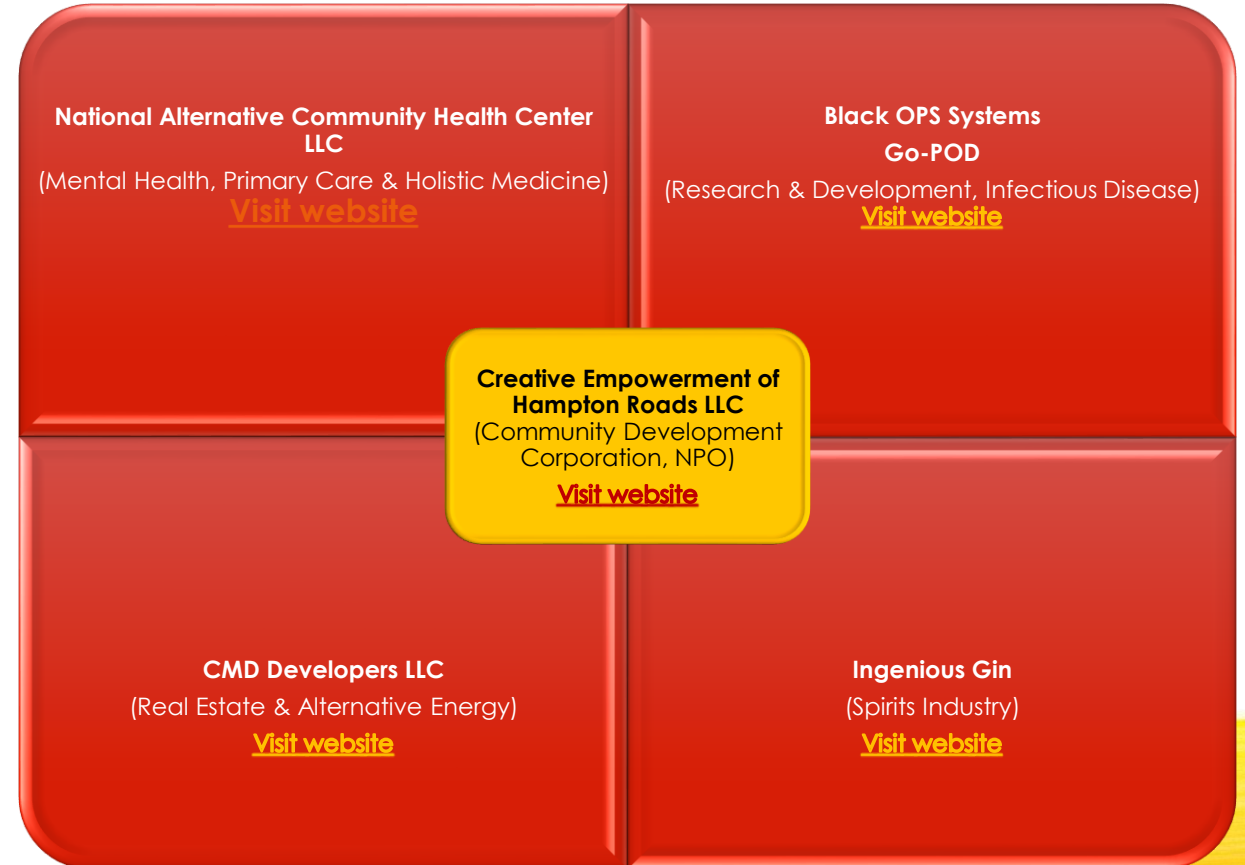 National Alternative Community Health Center
LLC
(Mental Health, Primary Care & Holistic Medicine)
Visit website
Black OPS Systems
Go-POD
(Research & Development, Infectious Disease)
Visit website
Creative Empowerment of
Hampton Roads LLC
(Community Development
Corporation, NPO)
Visit website
CMD Developers LLC
(Real Estate & Alternative Energy)
Visit website
Ingenious Gin
(Spirits Industry)
Visit website